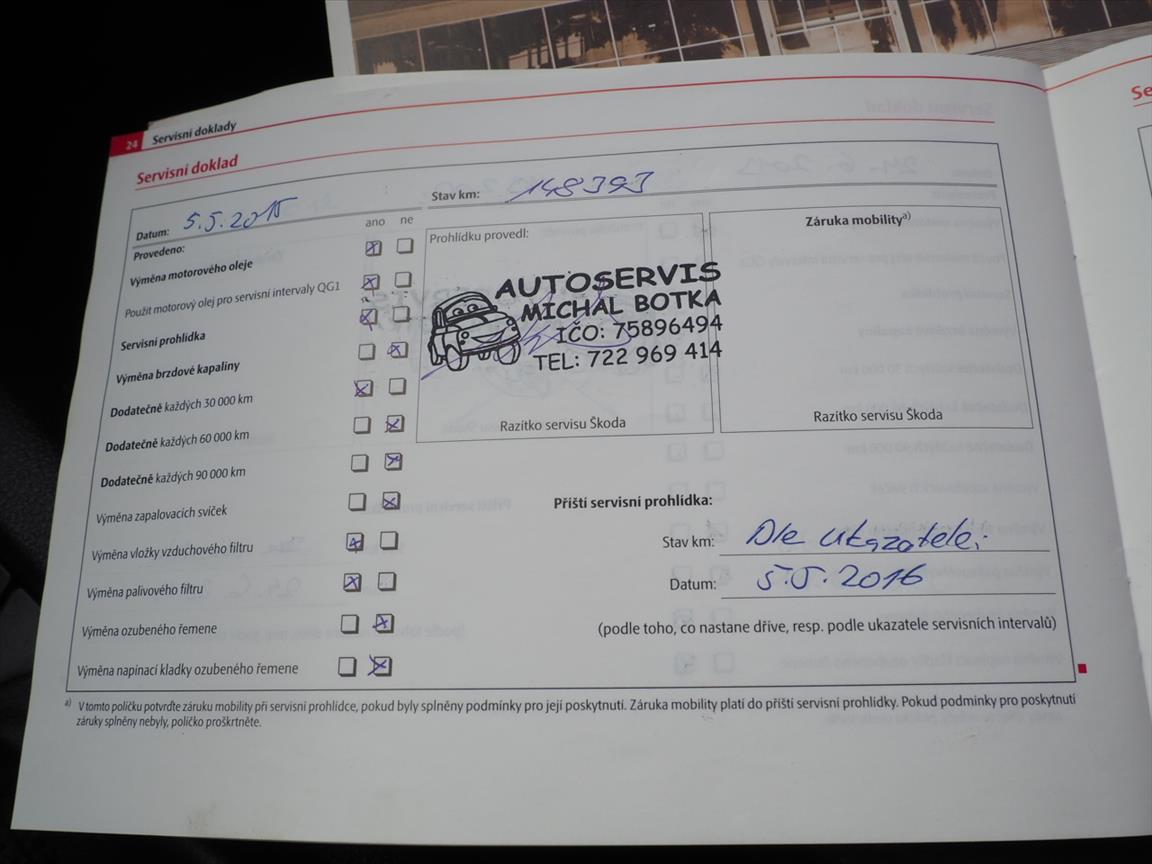 24 Servisní doklady
Servisní doklad
Datum: 5.5.2015
Stav km: 148393
Provedeno:
ano ne
Výměna motorového oleje
Použit motorový olej pro servisní intervaly QG1
Servisní prohlídka
Výměna brzdové kapaliny
Dodatečně každých 30 000 km
Dodatečně každých 60 000 km
Dodatečně každých 90 000 km
Výměna zapalovacích svíček
Výměna vložky vzduchového filtru
Výměna palivového filtru
Výměna ozubeného řemene
Výměna napínací kladky ozubeného řemene
Prohlídku provedl:
AUTOSERVIS
MICHAL BOTKA
IČO: 75896494
TEL: 722 969 414
Razítko servisu Škoda
Záruka mobility a)
Razítko servisu Škoda
Příští servisní prohlídka:
Stav km: Dle ukazatele
Datum: 5.5.2016
(podle toho, co nastane dříve, resp. podle ukazatele servisních intervalů)
a) V tomto políčku potvrďte záruku mobility při servisní prohlídce, pokud byly splněny podmínky pro její poskytnutí. Záruka mobility platí do příští servisní prohlídky. Pokud podmínky pro poskytnutí
záruky splněny nebyly, políčko proškrtněte.